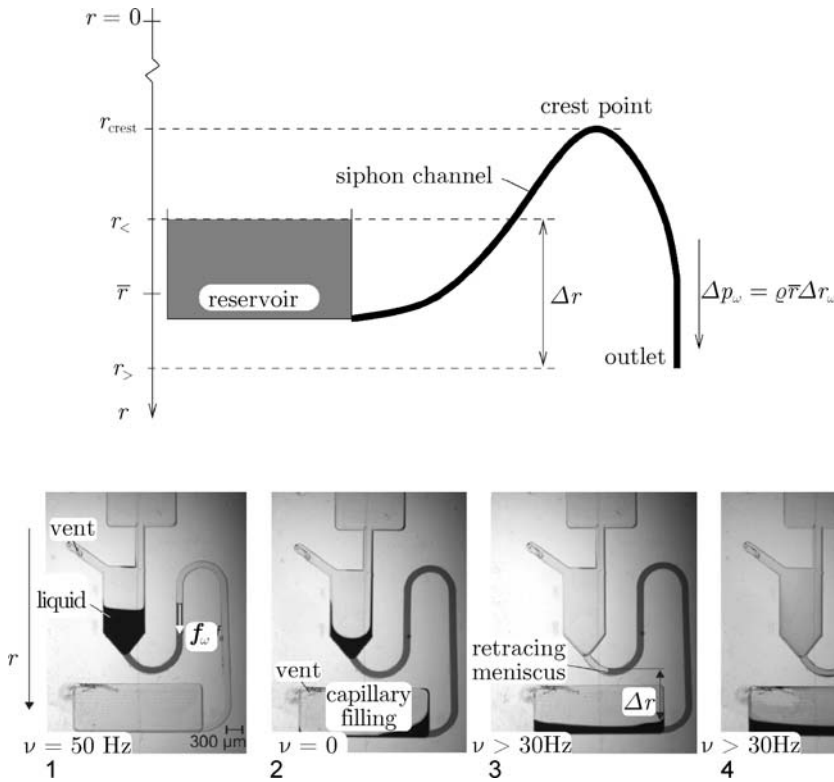 r = 0
crest point
r_crest
siphon channel
r_<
r̅
reservoir
Δr
Δp_ω = ϱr̅Δr_ω
outlet
r_>
r
vent
liquid
f_ω
r
300 µm
ν = 50 Hz
1
vent
capillary
filling
ν = 0
2
retracing
meniscus
Δr
ν > 30Hz
3
ν > 30Hz
4